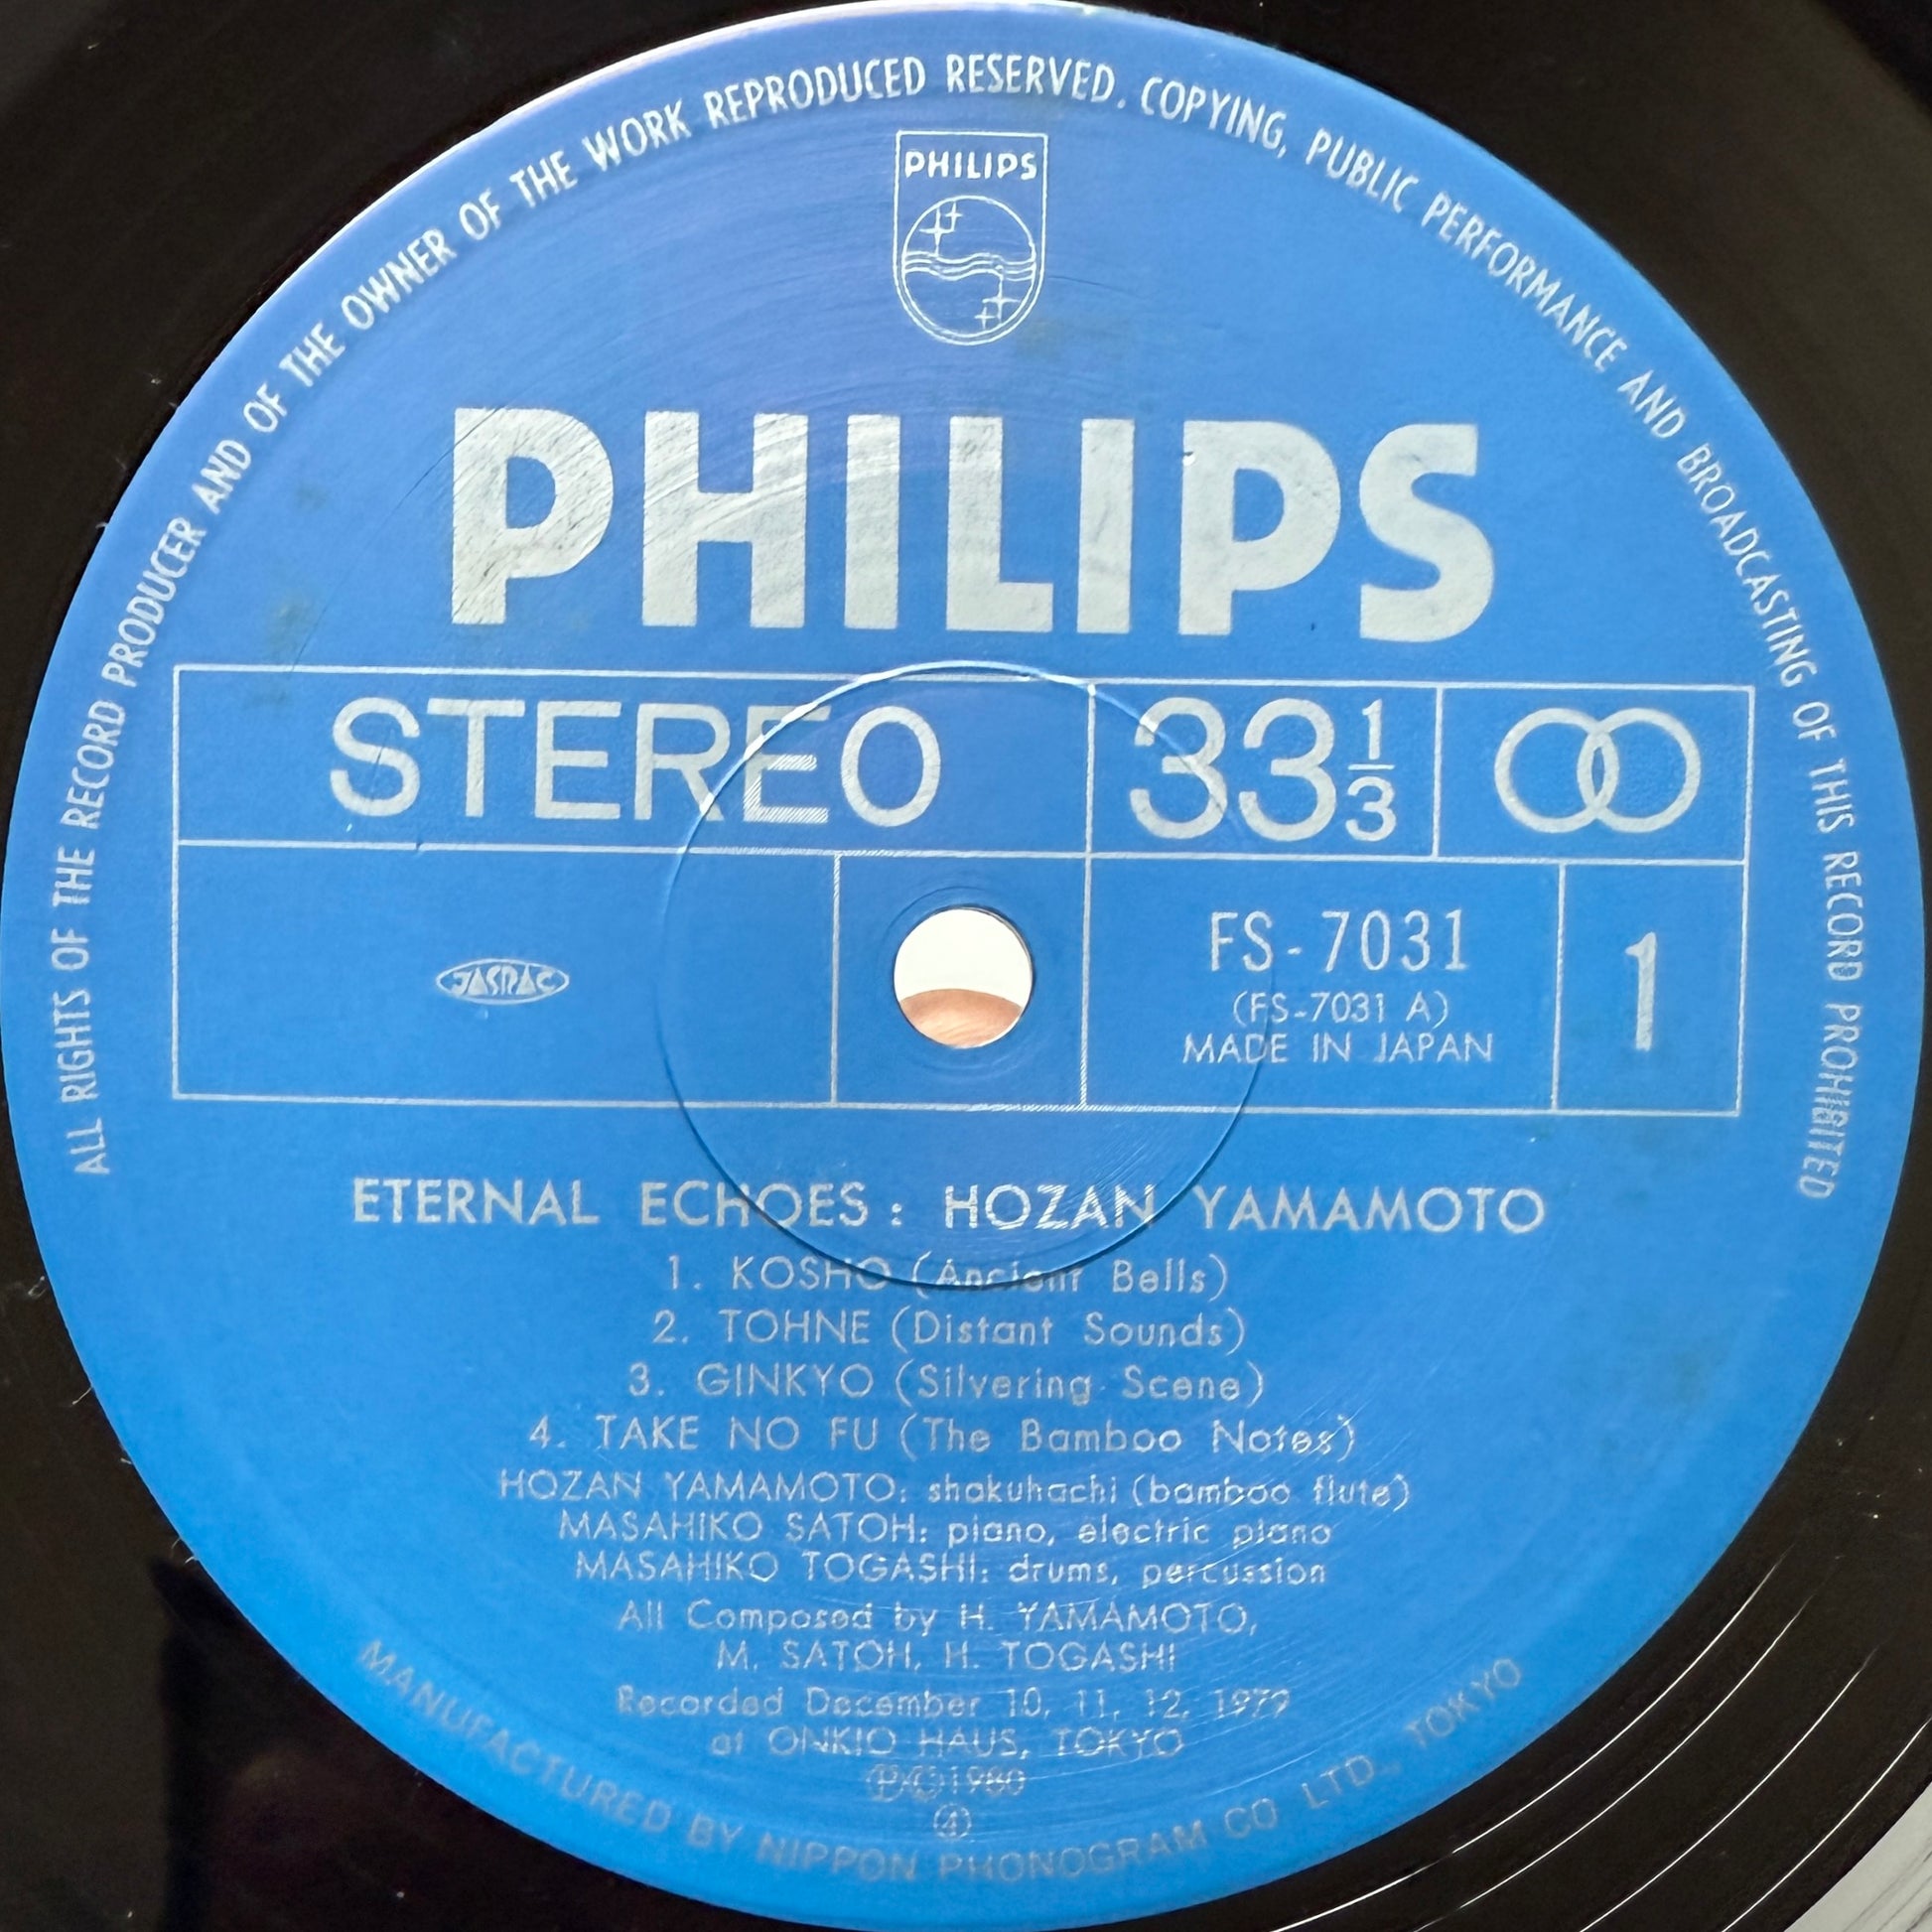 ALL RIGHTS OF THE RECORD PRODUCER AND OF THE OWNER OF THE WORK REPRODUCED RESERVED. COPYING, PUBLIC PERFORMANCE AND BROADCASTING OF THIS RECORD PROHIBITED
PHILIPS
PHILIPS
STEREO 33 1/3
JASRAC
FS-7031
(FS-7031 A)
MADE IN JAPAN
1
ETERNAL ECHOES: HOZAN YAMAMOTO
1. KOSHO (Ancient Bells)
2. TOHNE (Distant Sounds)
3. GINKYO (Silvering Scene)
4. TAKE NO FU (The Bamboo Notes)
HOZAN YAMAMOTO: shakuhachi (bamboo flute)
MASAHIKO SATOH: piano, electric piano
MASAHIKO TOGASHI: drums, percussion
All Composed by H. YAMAMOTO,
M. SATOH, H. TOGASHI
Recorded December 10, 11, 12, 1979
at ONKIO HAUS, TOKYO
Ⓟ©1980
④
MANUFACTURED BY NIPPON PHONOGRAM CO LTD., TOKYO